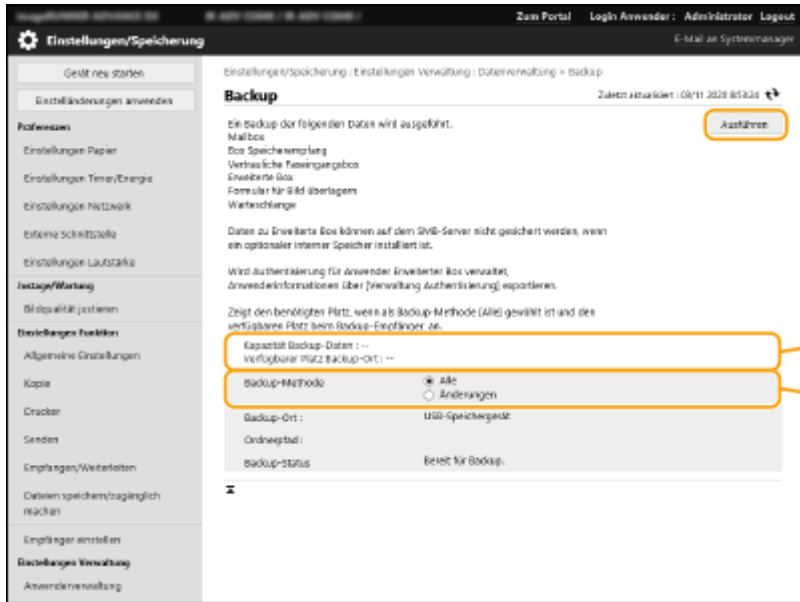 Zum Portal Login Anwender: Administrator Logout
Einstellungen/Speicherung
E-Mail an Systemmanager
Gerät neu starten
Einstelländerungen anwenden
Präferenzen
Einstellungen Papier
Einstellungen Timer/Energie
Einstellungen Netzwerk
Externe Schnittstelle
Einstellungen Lautstärke
Justage/Wartung
Bildqualität justieren
Einstellungen Funktion
Allgemeine Einstellungen
Kopie
Drucker
Senden
Empfangen/Weiterleiten
Dateien speichern/zugänglich
machen
Empfänger einstellen
Einstellungen Verwaltung
Anwenderverwaltung
Einstellungen/Speicherung : Einstellungen Verwaltung : Datenverwaltung > Backup
Backup
Zuletzt aktualisiert :
Ausführen
Ein Backup der folgenden Daten wird ausgeführt.
Mailbox
Box Speicherempfang
Vertrauliche Faxeingangsbox
Erweiterte Box
Formular für Bild überlagern
Warteschlange
Daten zu Erweiterte Box können auf dem SMB-Server nicht gesichert werden, wenn
ein optionaler interner Speicher installiert ist.
Wird Authentisierung für Anwender Erweiterter Box verwaltet,
Anwenderinformationen über [Verwaltung Authentisierung] exportieren.
Zeigt den benötigten Platz, wenn als Backup-Methode [Alle] gewählt ist und den
verfügbaren Platz beim Backup-Empfänger an.
Kapazität Backup-Daten : --
Verfügbarer Platz Backup-Ort : --
Backup-Methode
Alle
Änderungen
Backup-Ort : USB-Speichergerät
Ordnerpfad :
Backup-Status Bereit für Backup.